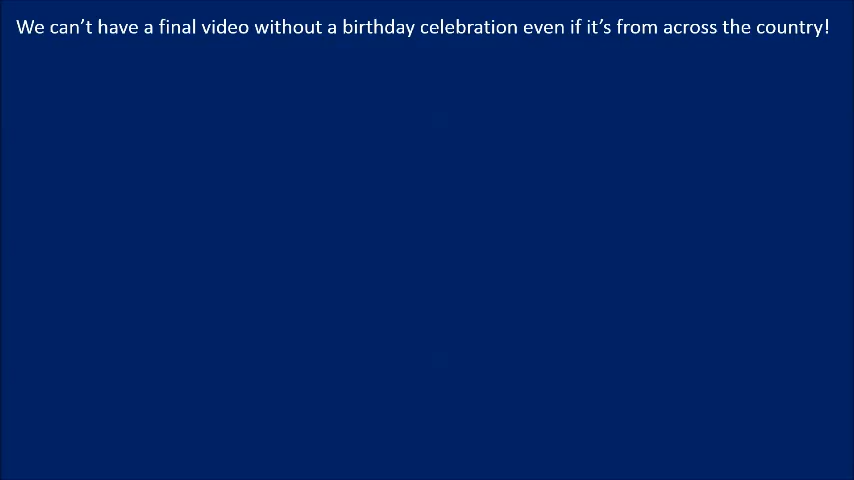 We can’t have a final video without a birthday celebration even if it’s from across the country!